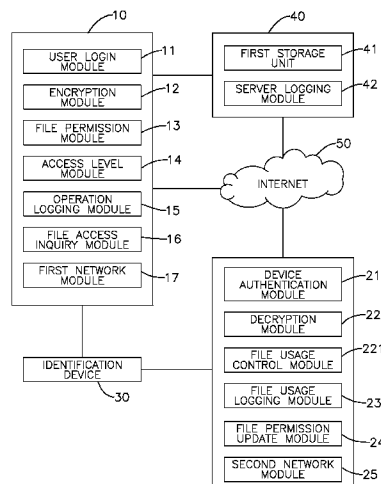 10
USER LOGIN
MODULE
11
ENCRYPTION
MODULE
12
FILE PERMISSION
MODULE
13
ACCESS LEVEL
MODULE
14
OPERATION
LOGGING MODULE
15
FILE ACCESS
INQUIRY MODULE
16
FIRST NETWORK
MODULE
17
IDENTIFICATION
DEVICE
30
40
FIRST STORAGE
UNIT
41
SERVER LOGGING
MODULE
42
50
INTERNET
DEVICE
AUTHENTICATION
MODULE
21
DECRYPTION
MODULE
22
FILE USAGE
CONTROL MODULE
221
FILE USAGE
LOGGING MODULE
23
FILE PERMISSION
UPDATE MODULE
24
SECOND NETWORK
MODULE
25